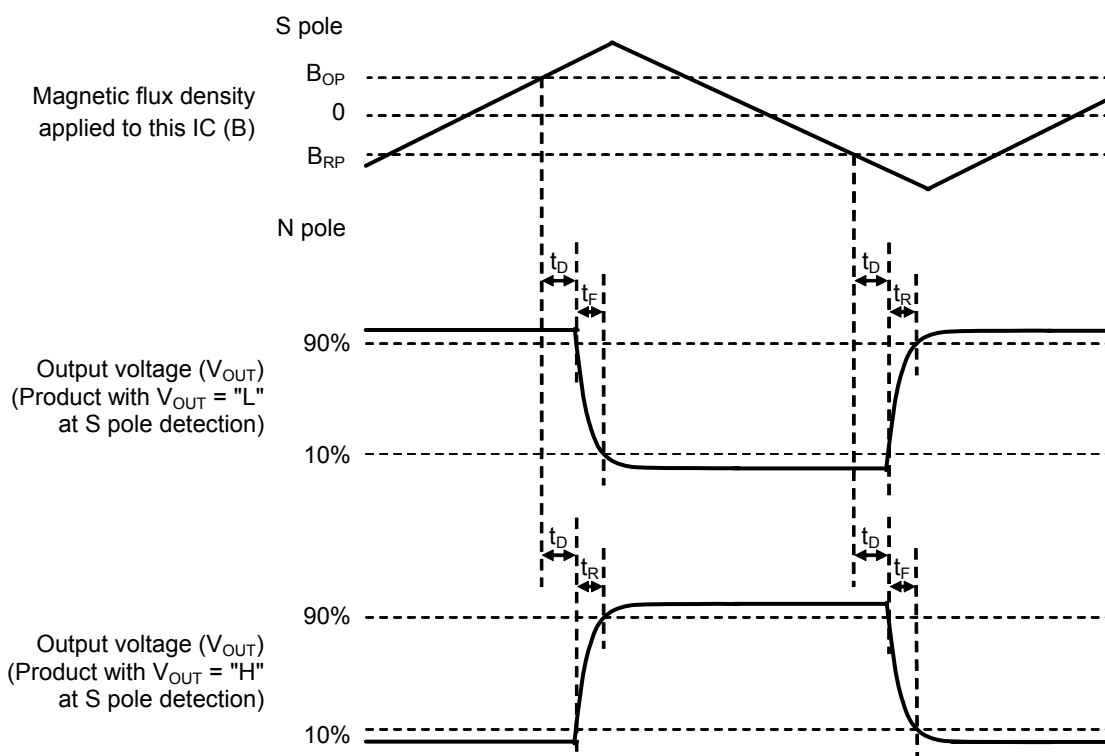 S pole
B_OP
Magnetic flux density
applied to this IC (B)
0
B_RP
N pole
t_D
t_D
t_F
t_R
90%
Output voltage (V_OUT)
(Product with V_OUT = "L"
at S pole detection)
10%
t_D
t_D
t_R
t_F
90%
Output voltage (V_OUT)
(Product with V_OUT = "H"
at S pole detection)
10%